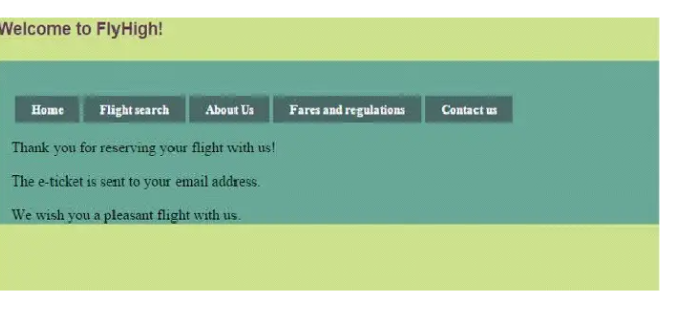 Welcome to FlyHigh!
Home Flight search About Us Fares and regulations Contact us
Thank you for reserving your flight with us!
The e-ticket is sent to your email address.
We wish you a pleasant flight with us.